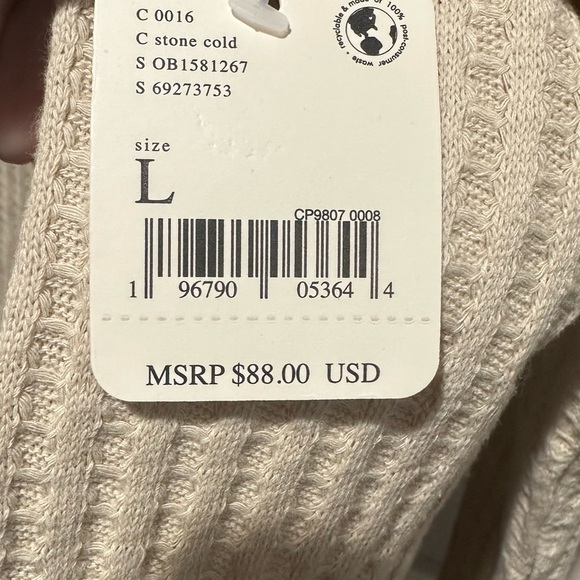 C 0016
C stone cold
S OB1581267
S 69273753
recyclable & made of 100% post-consumer waste •
size
L
CP9807 0008
1 96790 05364 4
MSRP $88.00 USD